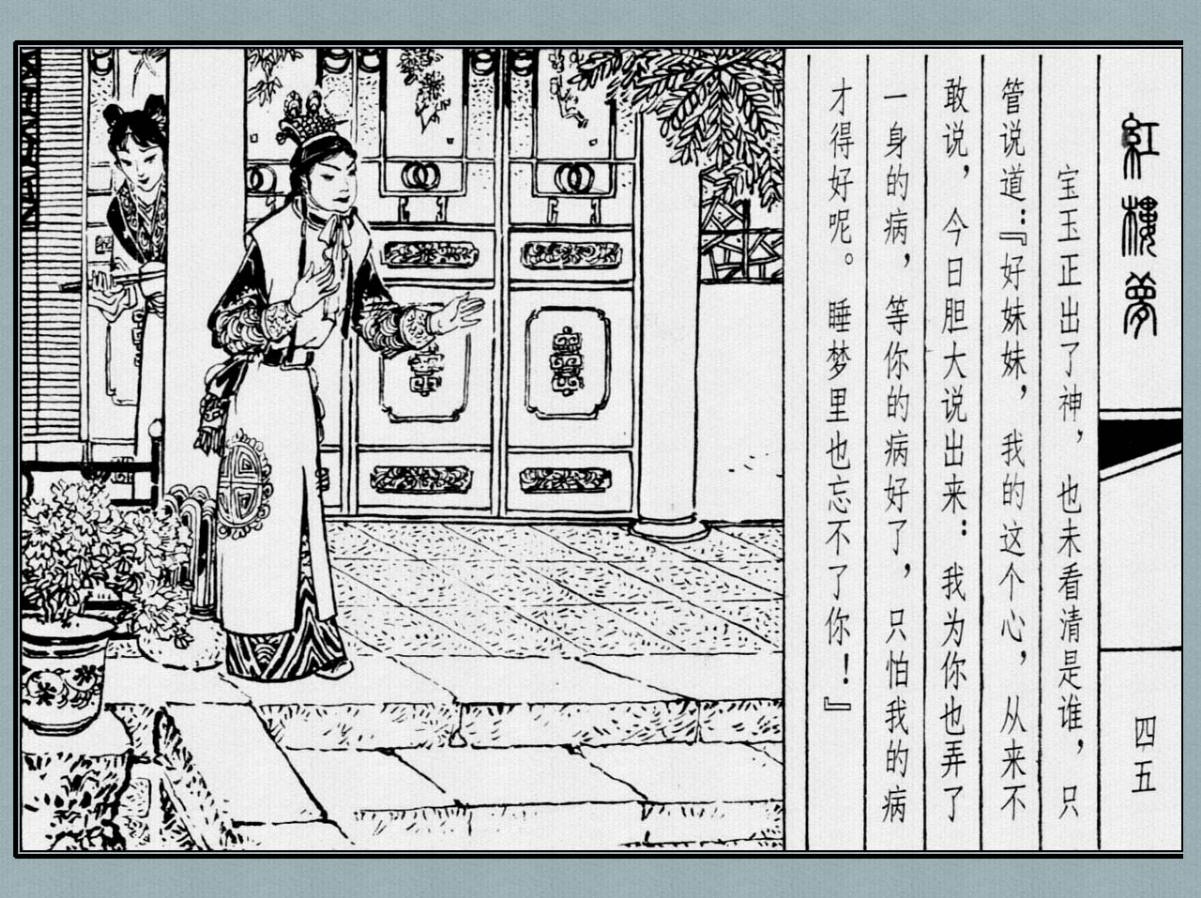 红楼梦
四五
宝玉正出了神，也未看清是谁，只
管说道：『好妹妹，我的这个心，从来不
敢说，今日胆大说出来：我为你也弄了
一身的病，等你的病好了，只怕我的病
才得好呢。睡梦里也忘不了你！』